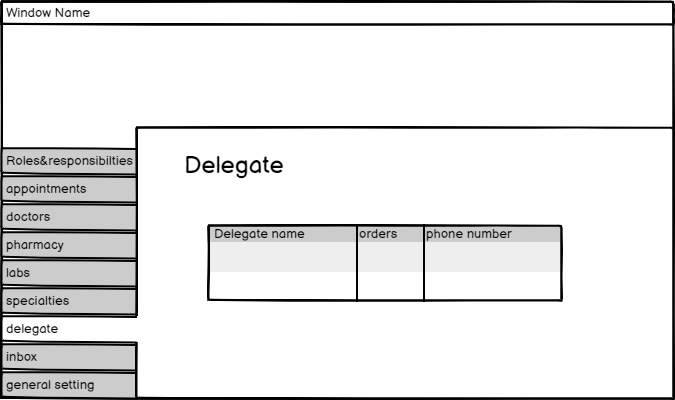 Window Name
Roles&responsibilties
appointments
doctors
pharmacy
labs
specialties
delegate
inbox
general setting
Delegate
Delegate name orders phone number